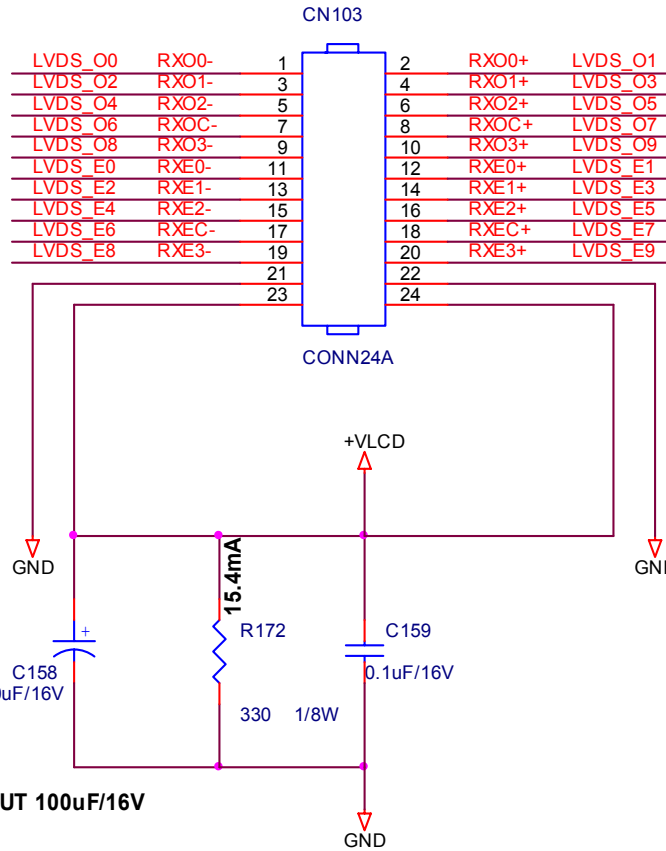 CN103
LVDS_O0 RXO0- 1 2 RXO0+ LVDS_O1
LVDS_O2 RXO1- 3 4 RXO1+ LVDS_O3
LVDS_O4 RXO2- 5 6 RXO2+ LVDS_O5
LVDS_O6 RXOC- 7 8 RXOC+ LVDS_O7
LVDS_O8 RXO3- 9 10 RXO3+ LVDS_O9
LVDS_E0 RXE0- 11 12 RXE0+ LVDS_E1
LVDS_E2 RXE1- 13 14 RXE1+ LVDS_E3
LVDS_E4 RXE2- 15 16 RXE2+ LVDS_E5
LVDS_E6 RXEC- 17 18 RXEC+ LVDS_E7
LVDS_E8 RXE3- 19 20 RXE3+ LVDS_E9
21 22
23 24
CONN24A
+VLCD
GND
15.4mA
+
R172
C159
C158
uF/16V
0.1uF/16V
330 1/8W
100uF/16V
GND